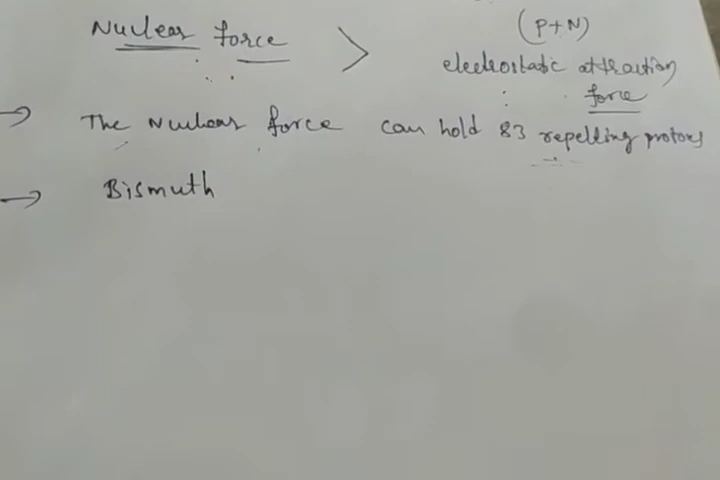 Nuclear force > (P+N)
electrostatic attraction
force
→ The Nuclear force can hold 83 repelling protons
→ Bismuth